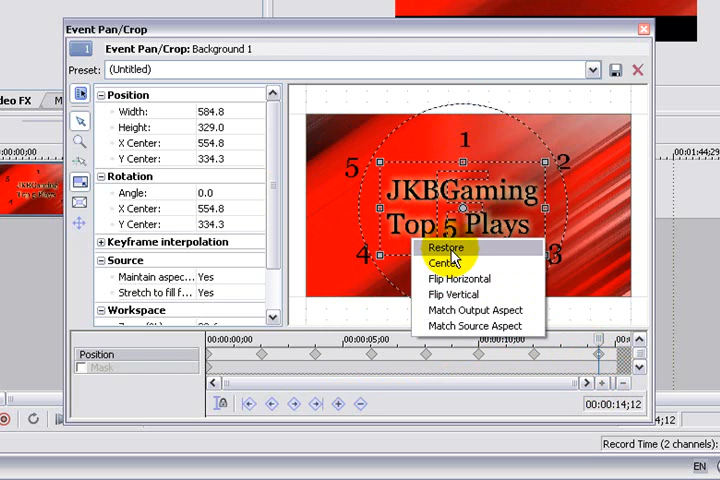 Event Pan/Crop
1 Event Pan/Crop: Background 1
Preset: (Untitled)
deo FX
M
00:00:00
00:01:44;29
Position
Width: 584.8
Height: 329.0
X Center: 554.8
Y Center: 334.3
Rotation
Angle: 0.0
X Center: 554.8
Y Center: 334.3
Keyframe interpolation
Source
Maintain aspec... Yes
Stretch to fill f... Yes
Workspace
1
2
5
JKBGaming
Top 5 Plays
4
3
Restore
Center
Flip Horizontal
Flip Vertical
Match Output Aspect
Match Source Aspect
00:00:00;00
00:00:05;00
00:00:10;00
Position
Mask
00:00:14;12
4;12
Record Time (2 channels):
EN